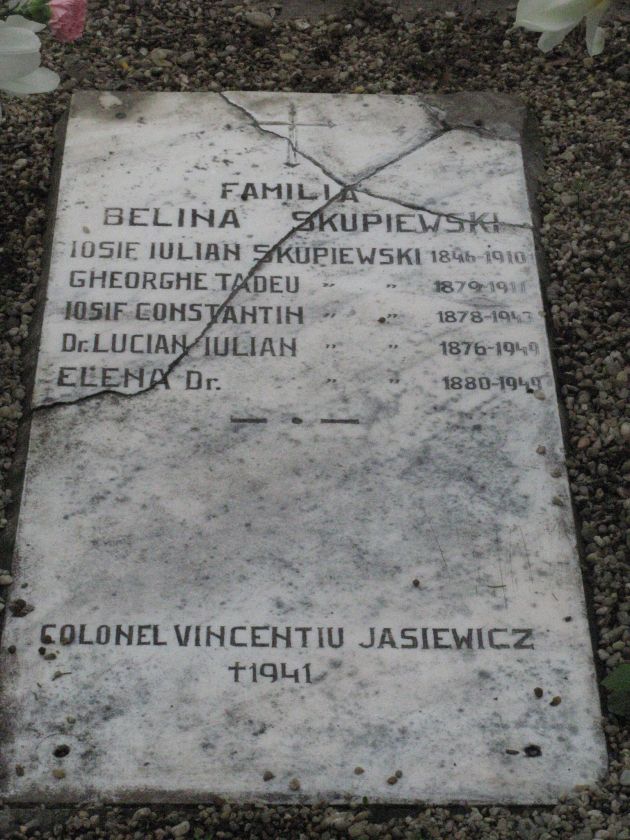 FAMILIA
BELINA SKUPIEWSKI
IOSIF IULIAN SKUPIEWSKI 1846-1910
GHEORGHE TADEU " " 1879-1911
IOSIF CONSTANTIN " " 1878-1943
Dr. LUCIAN IULIAN " " 1876-1949
ELENA Dr. " " 1880-1949
COLONEL VINCENTIU JASIEWICZ
†1941